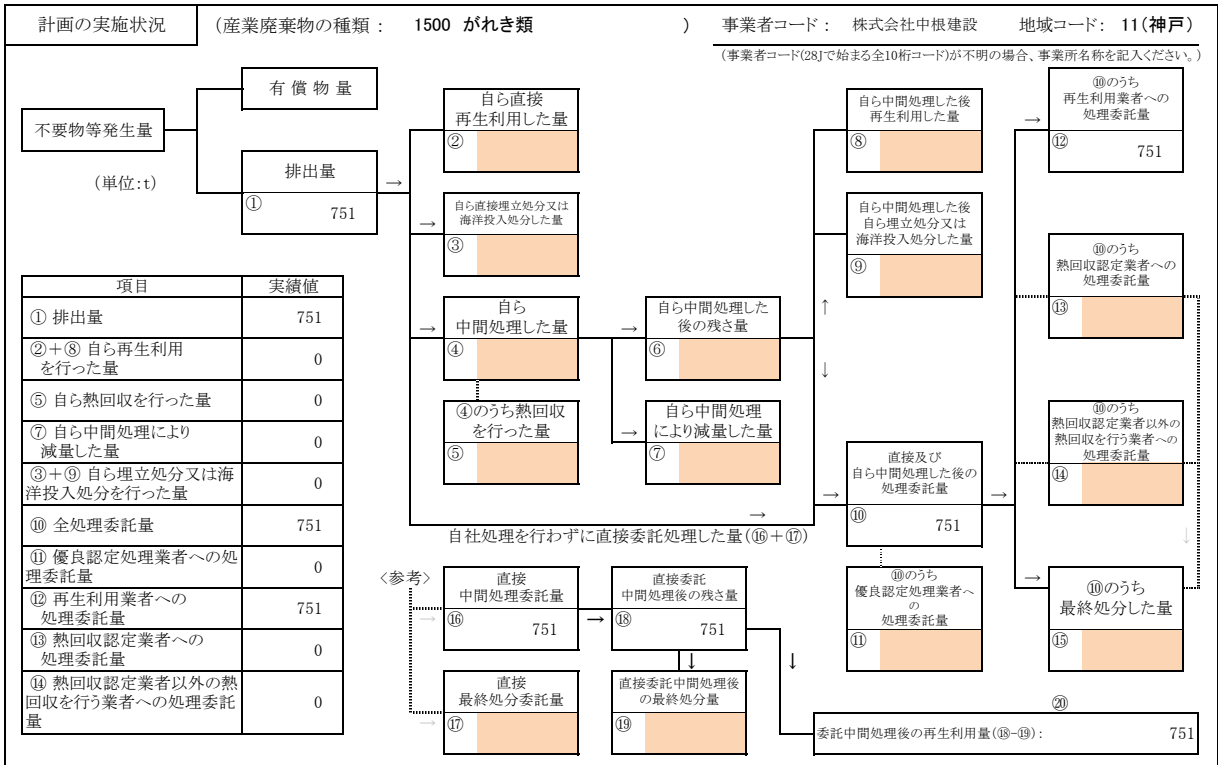 計画の実施状況 (産業廃棄物の種類： 1500 がれき類 ) 事業者コード： 株式会社中根建設 地域コード： 11(神戸)
(事業者コード(28Jで始まる全10桁コード)が不明の場合、事業所名称を記入ください。)
有償物量
不要物等発生量
(単位:t)
排出量
① 751
→
自ら直接
再生利用した量
②
→
自ら直接埋立処分又は
海洋投入処分した量
③
→
自ら
中間処理した量
④
④のうち熱回収
を行った量
⑤
→
自ら中間処理した
後の残さ量
⑥
→
自ら中間処理
により減量した量
⑦
自ら中間処理した後
再生利用した量
⑧
自ら中間処理した後
自ら埋立処分又は
海洋投入処分した量
⑨
↑
↓
→
直接及び
自ら中間処理した後の
処理委託量
⑩ 751
→
⑩のうち
優良認定処理業者へ
の
処理委託量
⑪
→
⑩のうち
再生利用業者への
処理委託量
⑫ 751
⑩のうち
熱回収認定業者への
処理委託量
⑬
⑩のうち
熱回収認定業者以外の
熱回収を行う業者への
処理委託量
⑭
↓
→
⑩のうち
最終処分した量
⑮
→
自社処理を行わずに直接委託処理した量(⑯＋⑰)
〈参考〉
→
直接
中間処理委託量
⑯ 751
→
直接委託
中間処理後の残さ量
⑱ 751
↓
↓
→
直接
最終処分委託量
⑰
直接委託中間処理後
の最終処分量
⑲
⑳
委託中間処理後の再生利用量(⑱-⑲)： 751
項目 実績値
① 排出量 751
②＋⑧ 自ら再生利用
を行った量 0
⑤ 自ら熱回収を行った量 0
⑦ 自ら中間処理により
減量した量 0
③＋⑨ 自ら埋立処分又は海
洋投入処分を行った量 0
⑩ 全処理委託量 751
⑪ 優良認定処理業者への処
理委託量 0
⑫ 再生利用業者への
処理委託量 751
⑬ 熱回収認定業者への
処理委託量 0
⑭ 熱回収認定業者以外の熱
回収を行う業者への処理委託
量 0